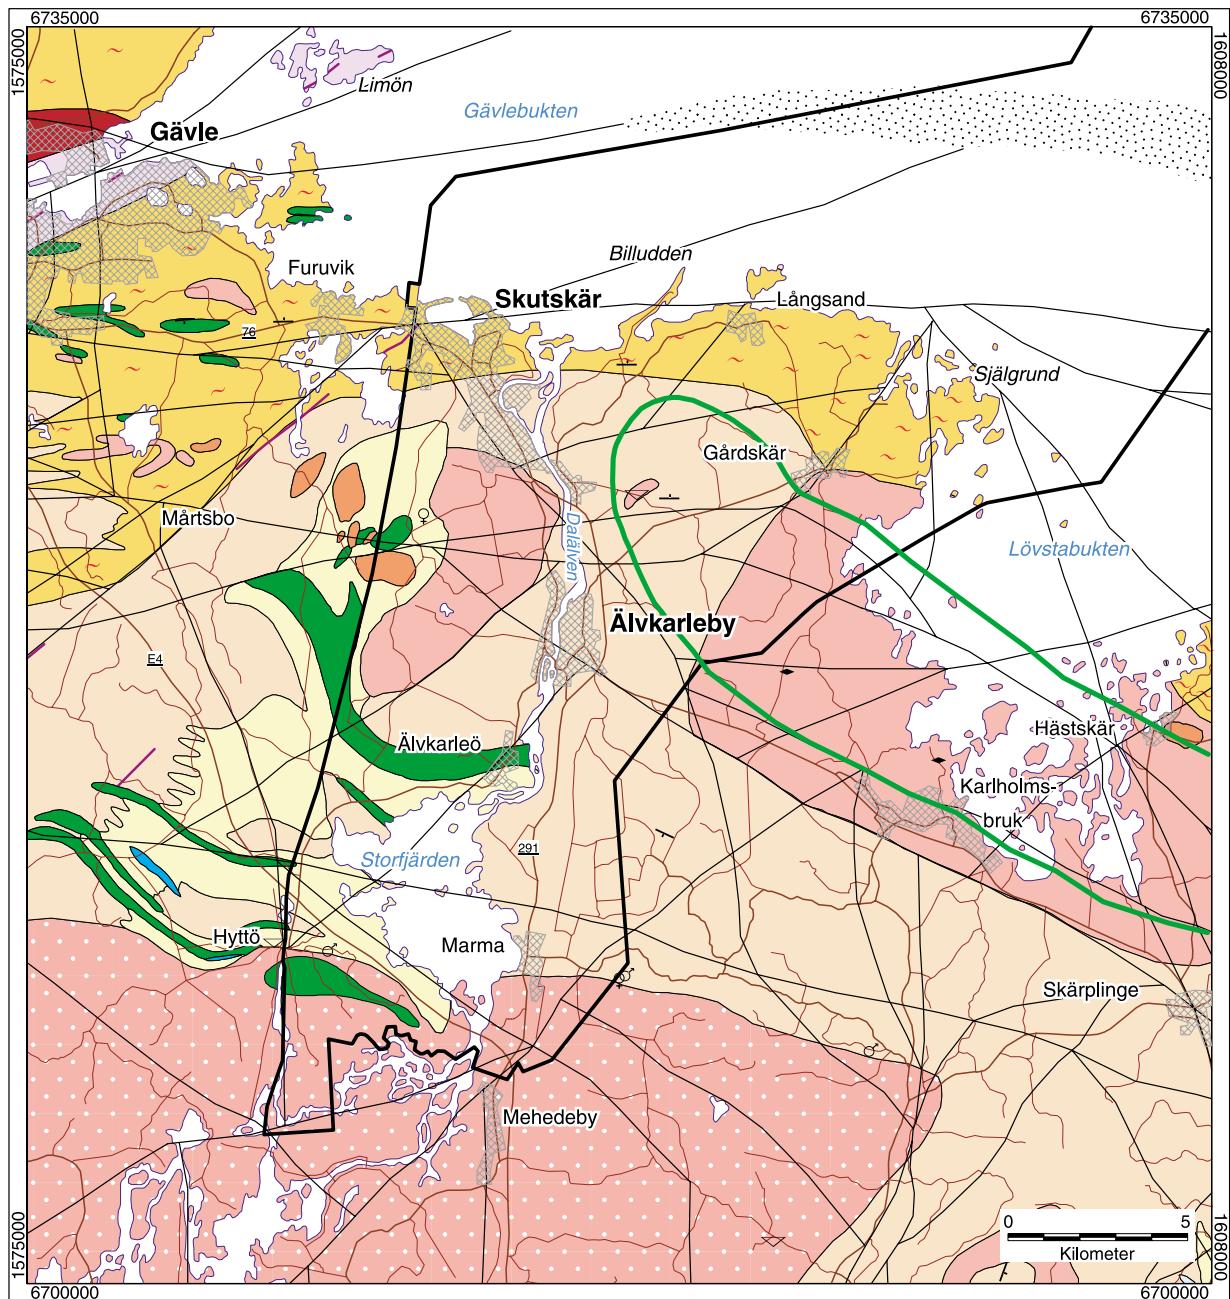 6735000
6735000
1575000
1608000
Limön
Gävlebukten
Gävle
Billudden
Furuvik
Skutskär
Långsand
76
Själgrund
Gårdskär
Mårtsbo
Dalälven
Lövstabukten
Älvkarleby
E4
Hästskär
Älvkarleö
Karlholms-
bruk
291
Storfjärden
Hyttö
Marma
Skärplinge
Mehedeby
0 5
Kilometer
1575000
1608000
6700000
6700000